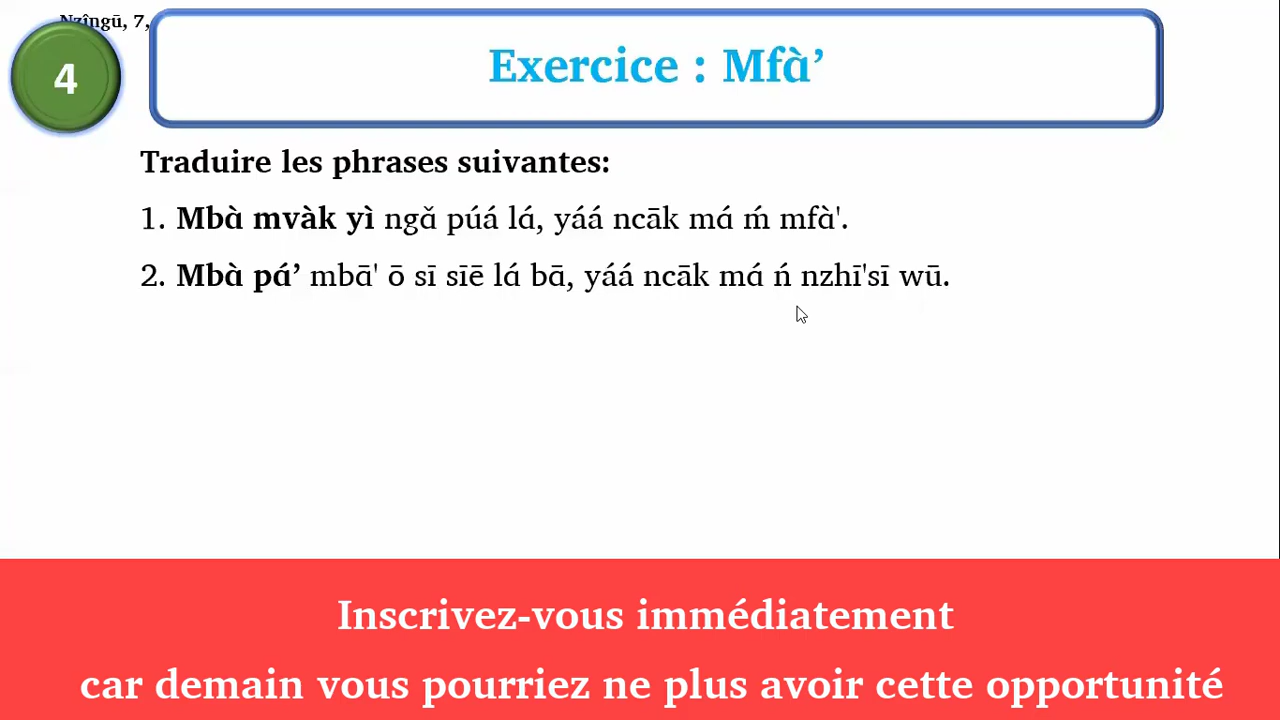 Nzîngū, 7,
4
Exercice : Mfà’
Traduire les phrases suivantes:
1. Mbà mvàk yì ngǎ púá lá, yáá ncāk má ḿ mfà'.
2. Mbà pá’ mbā' ō sī sīē lá bā, yáá ncāk má ń nzhī'sī wū.
Inscrivez-vous immédiatement
car demain vous pourriez ne plus avoir cette opportunité